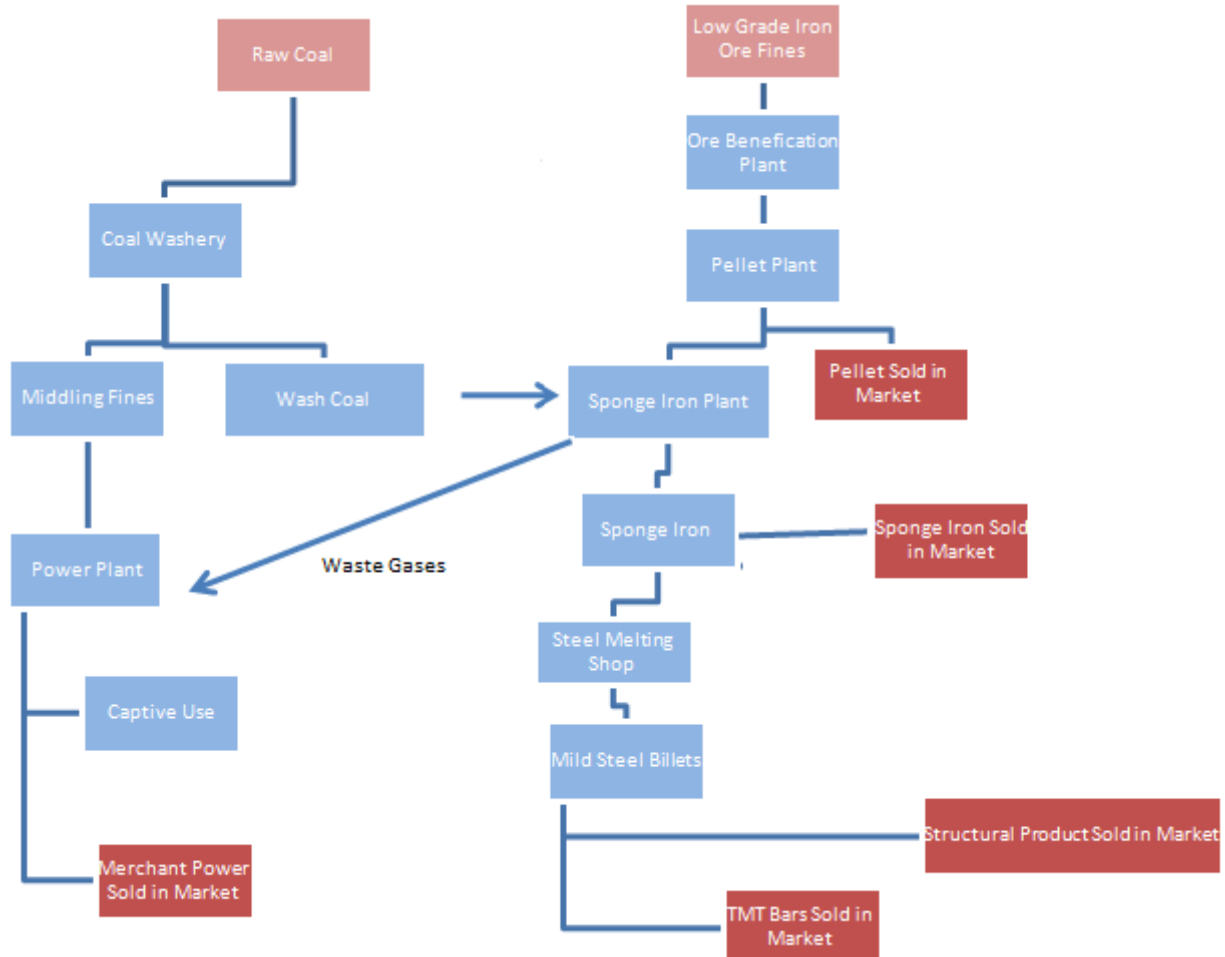 Raw Coal
Low Grade Iron
Ore Fines
Ore Benefication
Plant
Coal Washery
Pellet Plant
Middling Fines
Wash Coal
Sponge Iron Plant
Pellet Sold in
Market
Sponge Iron
Sponge Iron Sold
in Market
Power Plant
Waste Gases
Steel Melting
Shop
Captive Use
Mild Steel Billets
Structural Product Sold in Market
Merchant Power
Sold in Market
TMT Bars Sold in
Market